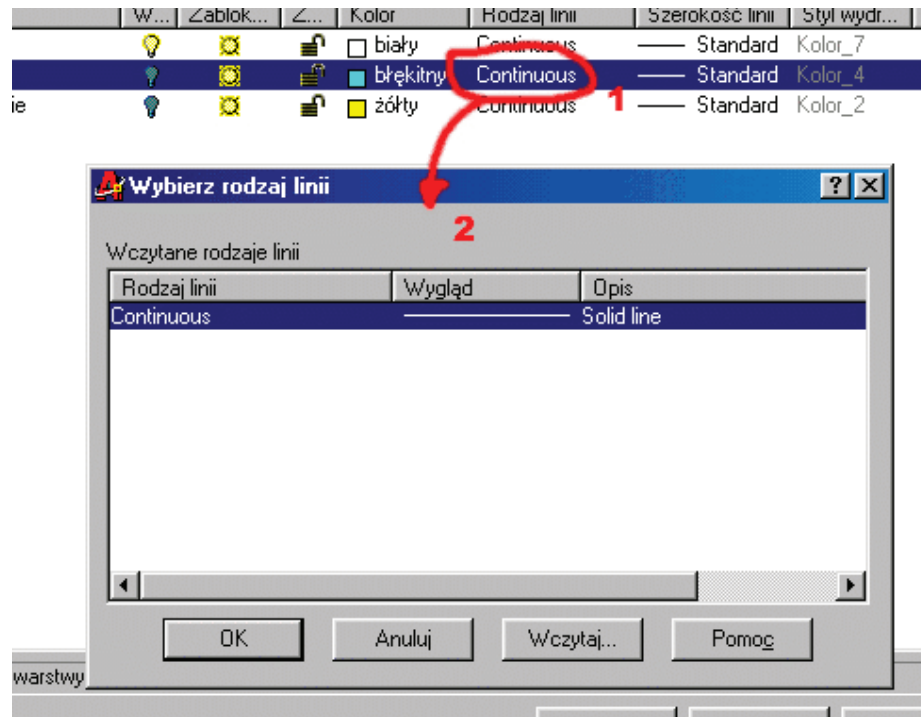 W... Zablok... Z... Kolor Rodzaj linii Szerokość linii Styl wydr...
biały Continuous Standard Kolor_7
błękitny Continuous Standard Kolor_4
ie żółty Continuous 1 Standard Kolor_2
Wybierz rodzaj linii
2
Wczytane rodzaje linii
Rodzaj linii Wygląd Opis
Continuous Solid line
OK Anuluj Wczytaj... Pomoc
warstwy